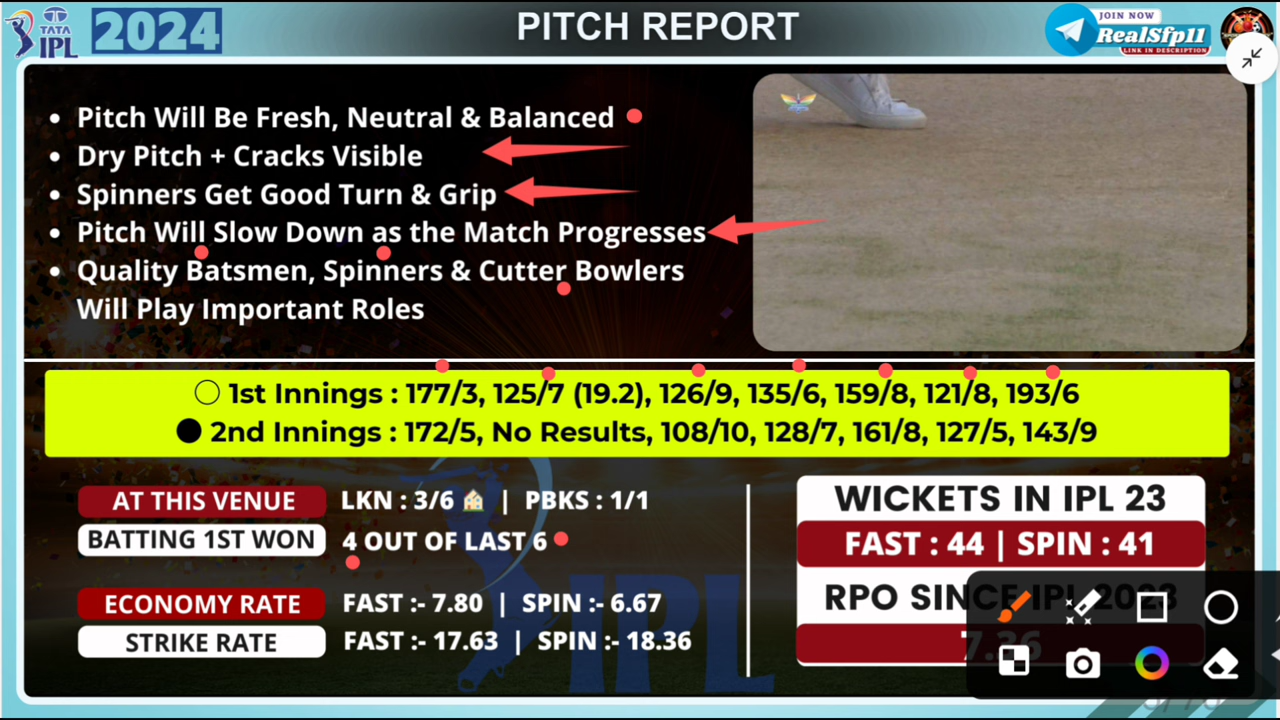 TATA
IPL
2024
PITCH REPORT
JOIN NOW
RealSfp11
LINK IN DESCRIPTION
• Pitch Will Be Fresh, Neutral & Balanced
• Dry Pitch + Cracks Visible
• Spinners Get Good Turn & Grip
• Pitch Will Slow Down as the Match Progresses
• Quality Batsmen, Spinners & Cutter Bowlers
Will Play Important Roles
1st Innings : 177/3, 125/7 (19.2), 126/9, 135/6, 159/8, 121/8, 193/6
2nd Innings : 172/5, No Results, 108/10, 128/7, 161/8, 127/5, 143/9
AT THIS VENUE LKN : 3/6 🏠 | PBKS : 1/1
BATTING 1ST WON 4 OUT OF LAST 6
ECONOMY RATE FAST :- 7.80 | SPIN :- 6.67
STRIKE RATE FAST :- 17.63 | SPIN :- 18.36
WICKETS IN IPL 23
FAST : 44 | SPIN : 41
RPO SINCE IPL 2023
7.36
IPL